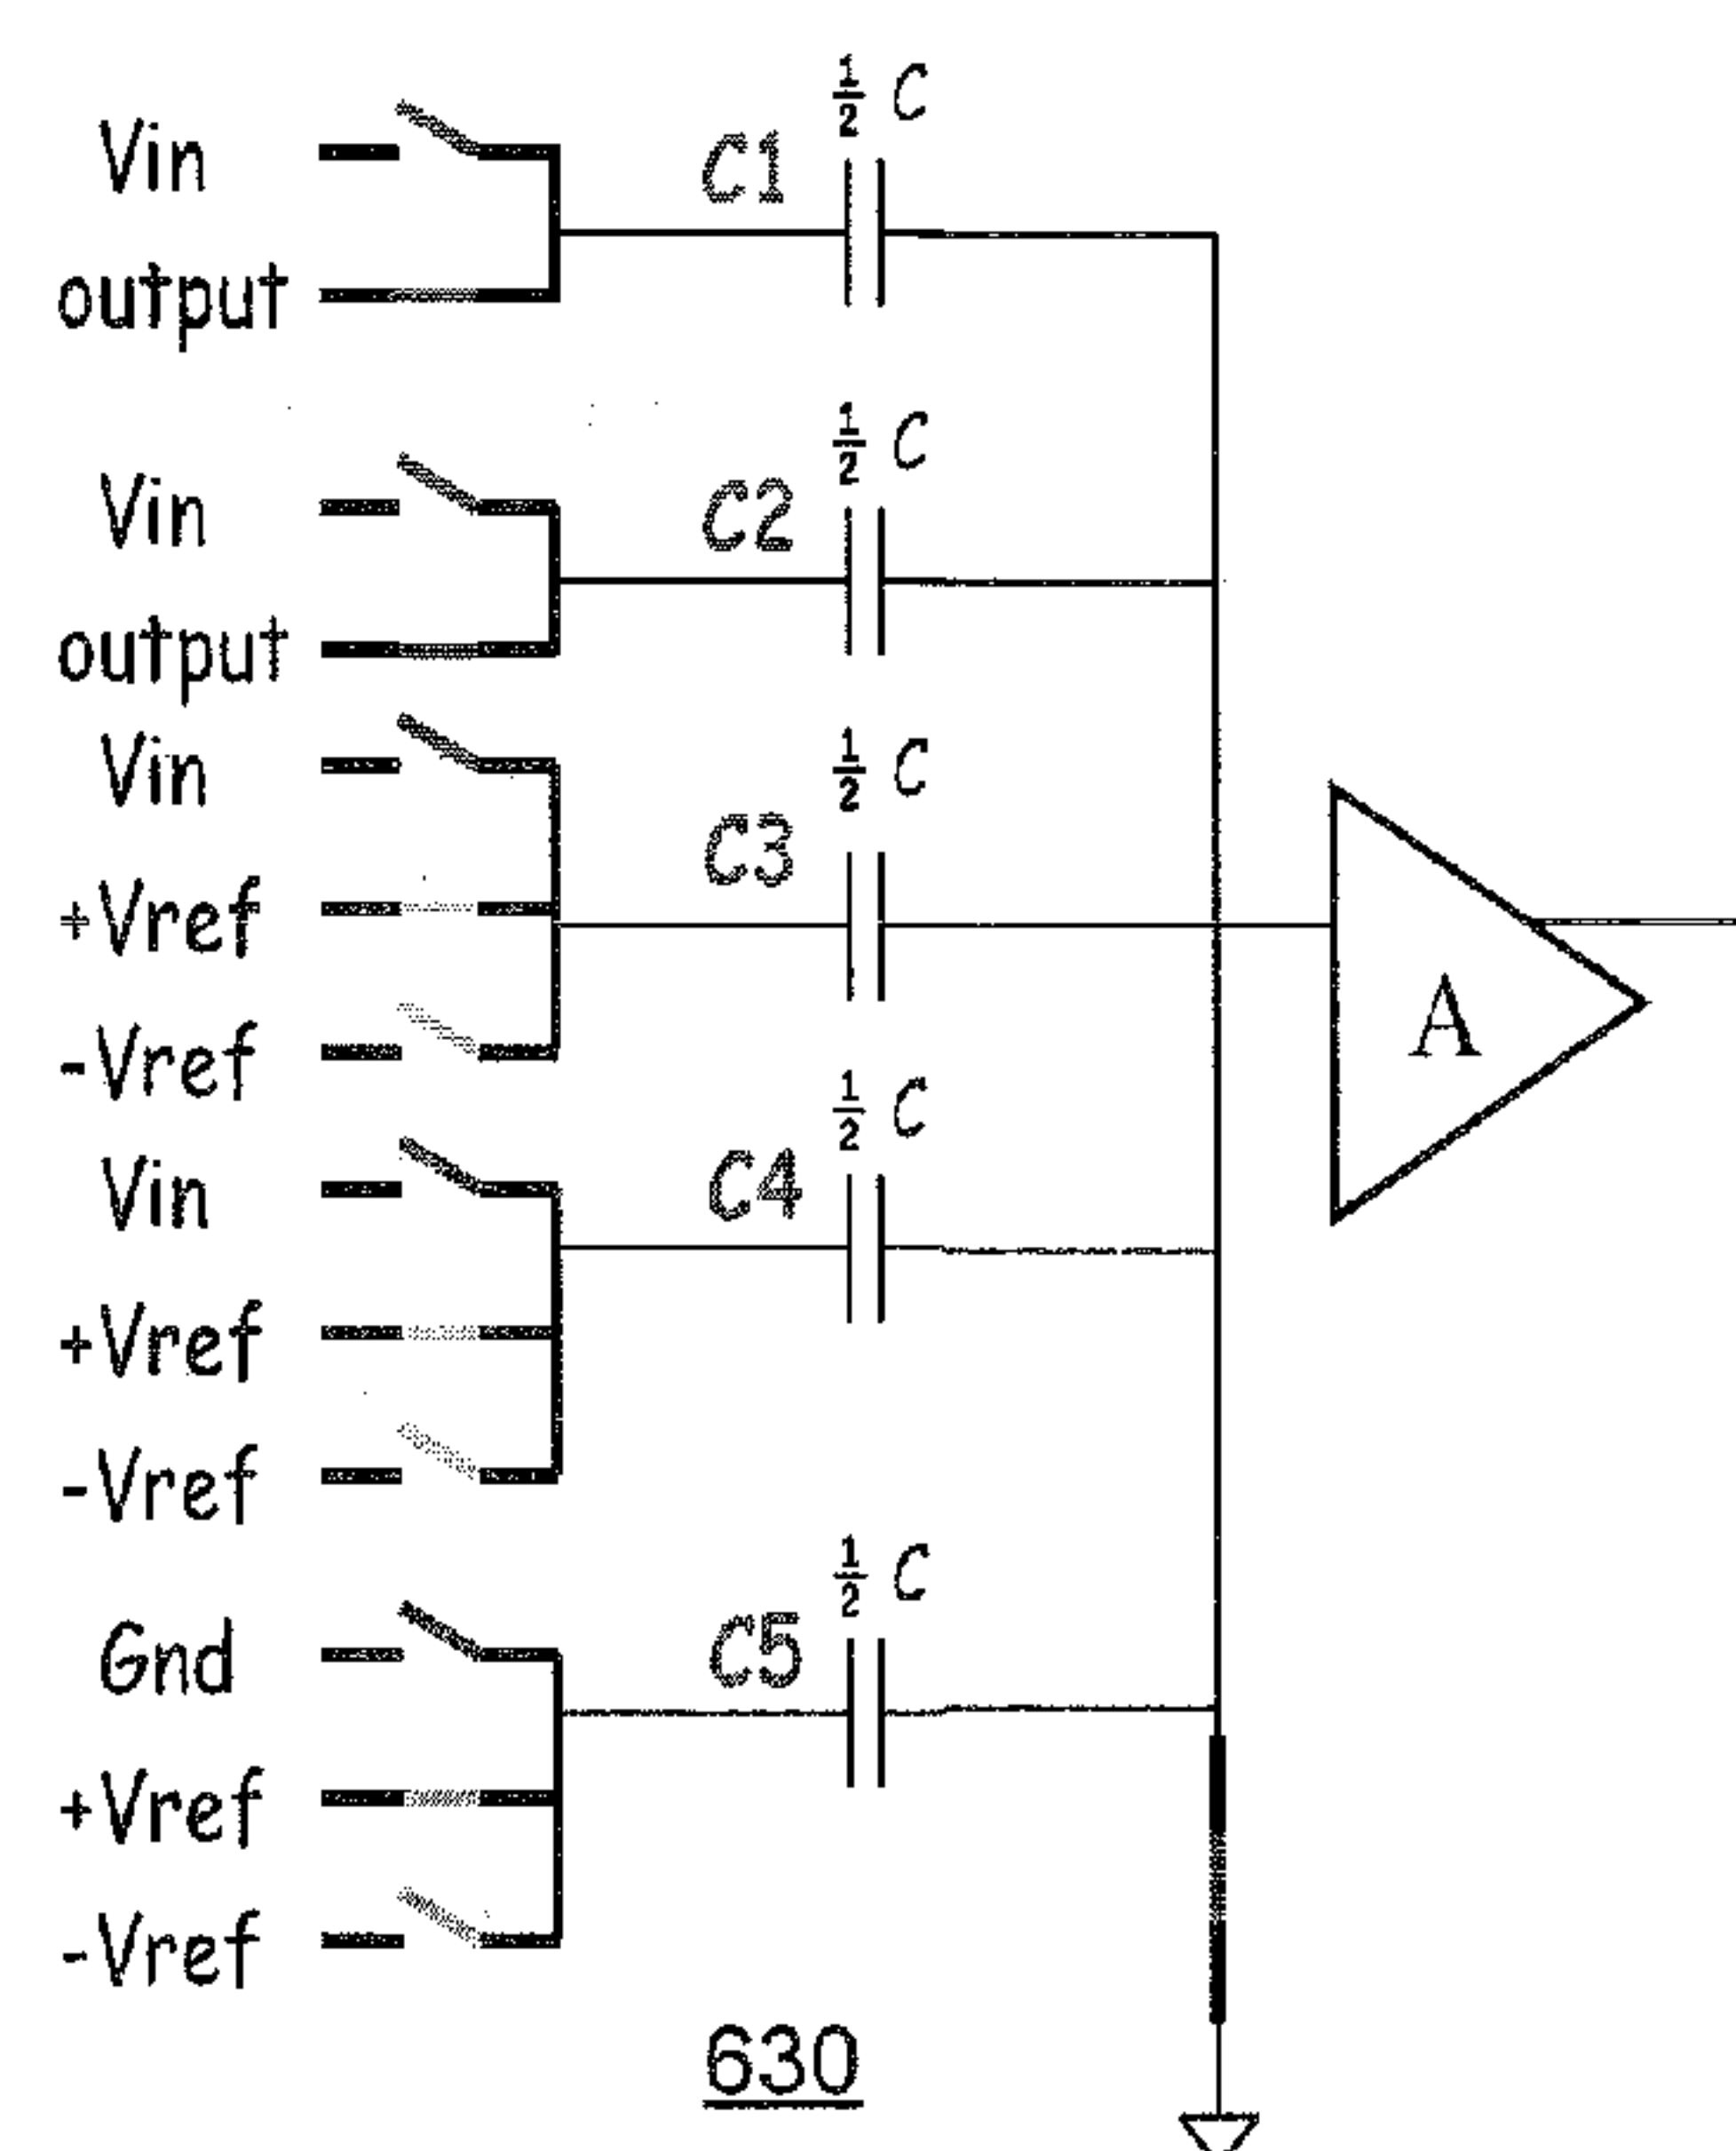 ½ C
Vin
C1
output
½ C
Vin
C2
output
Vin
½ C
C3
+Vref
A
-Vref
½ C
Vin
C4
+Vref
-Vref
½ C
Gnd
C5
+Vref
-Vref
630